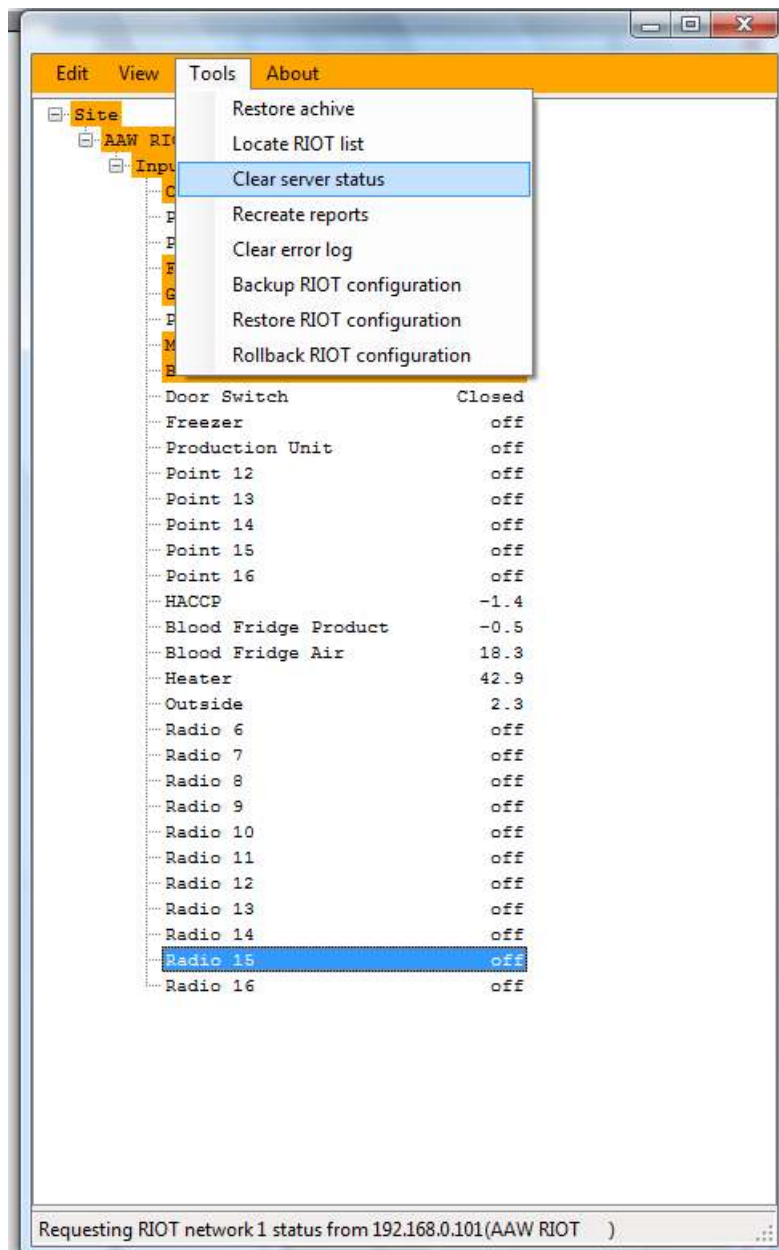 Edit View Tools About
Restore achive
Locate RIOT list
Clear server status
Recreate reports
Clear error log
Backup RIOT configuration
Restore RIOT configuration
Rollback RIOT configuration
Site
AAW RIO
Inpu
C
P
P
F
G
P
M
B
Door Switch Closed
Freezer off
Production Unit off
Point 12 off
Point 13 off
Point 14 off
Point 15 off
Point 16 off
HACCP -1.4
Blood Fridge Product -0.5
Blood Fridge Air 18.3
Heater 42.9
Outside 2.3
Radio 6 off
Radio 7 off
Radio 8 off
Radio 9 off
Radio 10 off
Radio 11 off
Radio 12 off
Radio 13 off
Radio 14 off
Radio 15 off
Radio 16 off
Requesting RIOT network 1 status from 192.168.0.101(AAW RIOT )